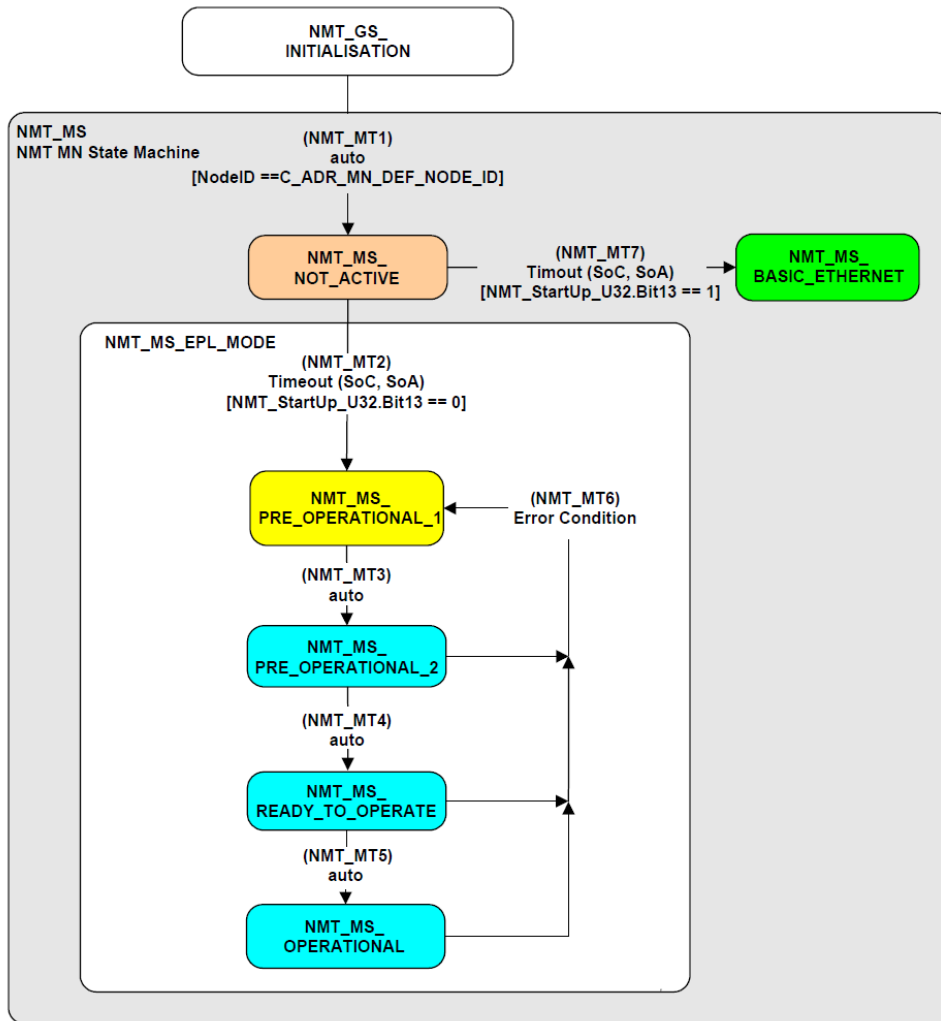 NMT_GS_
INITIALISATION
NMT_MS
NMT MN State Machine
(NMT_MT1)
auto
[NodeID ==C_ADR_MN_DEF_NODE_ID]
NMT_MS_
NOT_ACTIVE
(NMT_MT7)
Timeout (SoC, SoA)
[NMT_StartUp_U32.Bit13 == 1]
NMT_MS_
BASIC_ETHERNET
NMT_MS_EPL_MODE
(NMT_MT2)
Timeout (SoC, SoA)
[NMT_StartUp_U32.Bit13 == 0]
NMT_MS_
PRE_OPERATIONAL_1
(NMT_MT6)
Error Condition
(NMT_MT3)
auto
NMT_MS_
PRE_OPERATIONAL_2
(NMT_MT4)
auto
NMT_MS_
READY_TO_OPERATE
(NMT_MT5)
auto
NMT_MS_
OPERATIONAL